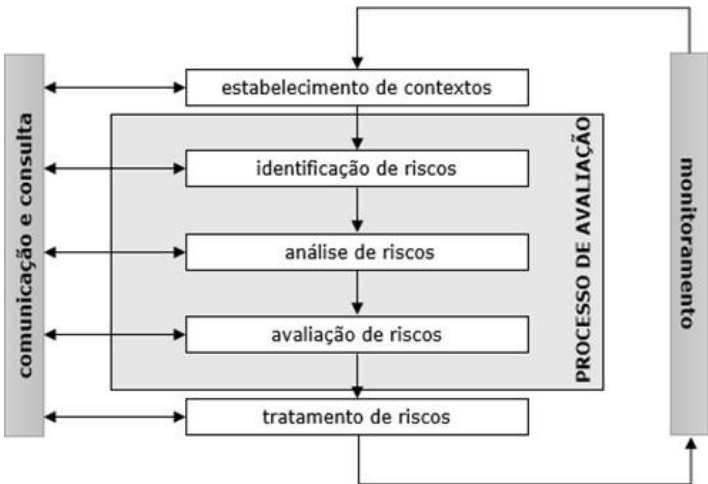 estabelecimento de contextos
comunicação e consulta
PROCESSO DE AVALIAÇÃO
monitoramento
identificação de riscos
análise de riscos
avaliação de riscos
tratamento de riscos